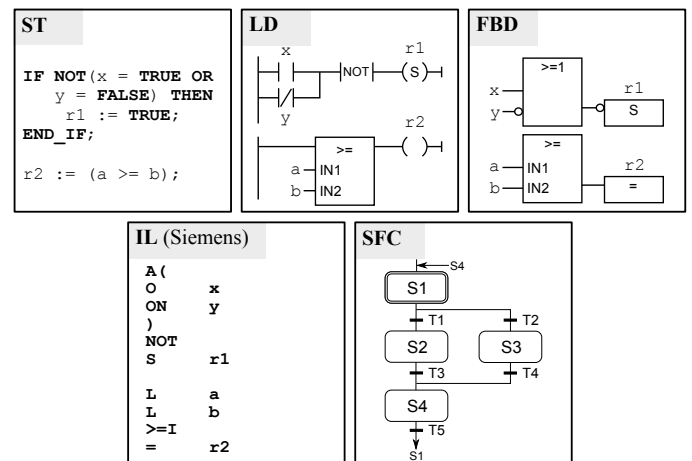 ST
IF NOT(x = TRUE OR
y = FALSE) THEN
r1 := TRUE;
END_IF;
r2 := (a >= b);
LD
x
r1
NOT
(S)
y
r2
>=
( )
a
IN1
b
IN2
FBD
>=1
x
r1
y
S
>=
r2
a
IN1
b
IN2
=
IL (Siemens)
A(
O x
ON y
)
NOT
S r1
L a
L b
>=I
= r2
SFC
S4
S1
T1
T2
S2
S3
T3
T4
S4
T5
S1